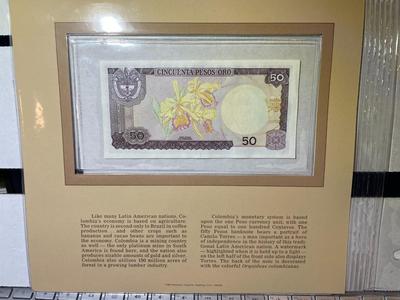 CINCUENTA PESOS ORO
50
50
50
Like many Latin American nations, Co-
lombia's economy is based on agriculture.
The country is second only to Brazil in coffee
production - and other crops such as
bananas and cacao beans are important to
the economy. Colombia is a mining country
as well — the only platinum mine in South
America is found here, and the nation also
produces sizable amounts of gold and silver.
Colombia also utilizes 150 million acres of
forest in a growing lumber industry.
Colombia's monetary system is based
upon the one Peso currency unit, with one
Peso equal to one hundred Centavos. The
fifty Pesos banknote bears a portrait of
Camilo Torres — a man important as a hero
of independence in the history of this tradi-
tional Latin American nation. A watermark
- highlighted when it is held up to a light -
on the left half of the front side also displays
Torres. The back of the note is decorated
with the colorful Orquideas colombianas.